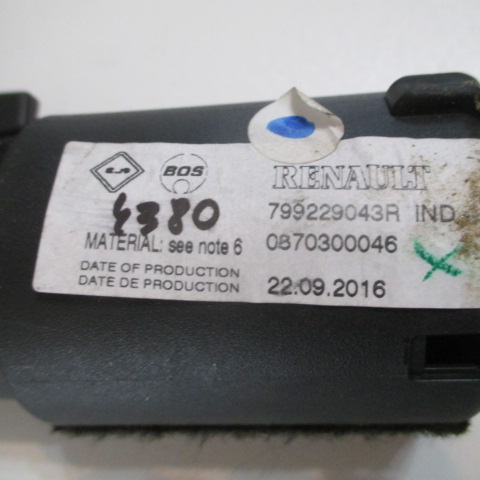 BOS RENAULT
4380 799229043R IND
MATERIAL: see note 6 0870300046
DATE OF PRODUCTION
DATE DE PRODUCTION 22.09.2016